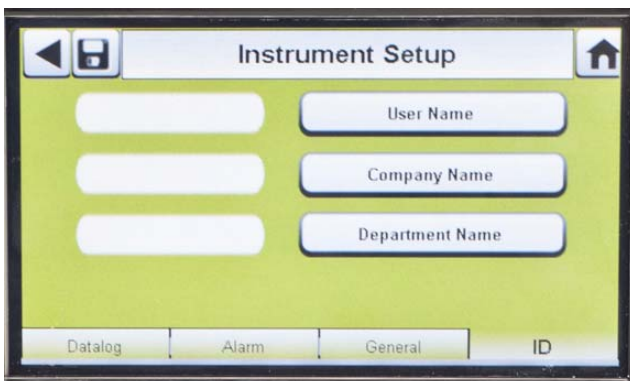 Instrument Setup
User Name
Company Name
Department Name
Datalog Alarm General ID